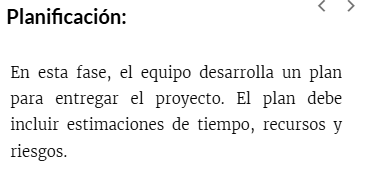 Planificación:
En esta fase, el equipo desarrolla un plan
para entregar el proyecto. El plan debe
incluir estimaciones de tiempo, recursos y
riesgos.